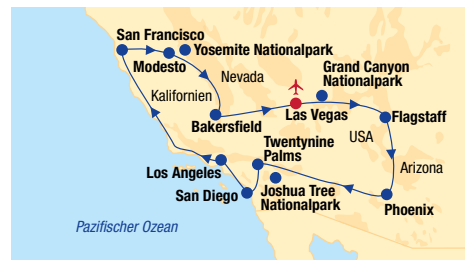 San Francisco
Yosemite Nationalpark
Modesto
Grand Canyon
Nationalpark
Nevada
Kalifornien
Las Vegas
Flagstaff
Bakersfield
USA
Twentynine
Palms
Arizona
Los Angeles
Joshua Tree
Nationalpark
San Diego
Phoenix
Pazifischer Ozean